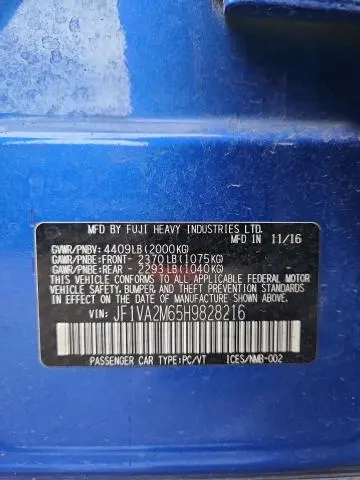 MFD BY FUJI HEAVY INDUSTRIES LTD.
MFD IN 11/16
GVWR/PNBV: 4409LB(2000KG)
GAWR/PNBE:FRONT- 2370LB(1075KG)
GAWR/PNBE:REAR - 2293LB(1040KG)
THIS VEHICLE CONFORMS TO ALL APPLICABLE FEDERAL MOTOR
VEHICLE SAFETY, BUMPER, AND THEFT PREVENTION STANDARDS
IN EFFECT ON THE DATE OF MANUFACTURE SHOWN ABOVE.
VIN: JF1VA2M65H9828216
PASSENGER CAR TYPE:PC/VT ICES/NMB-002